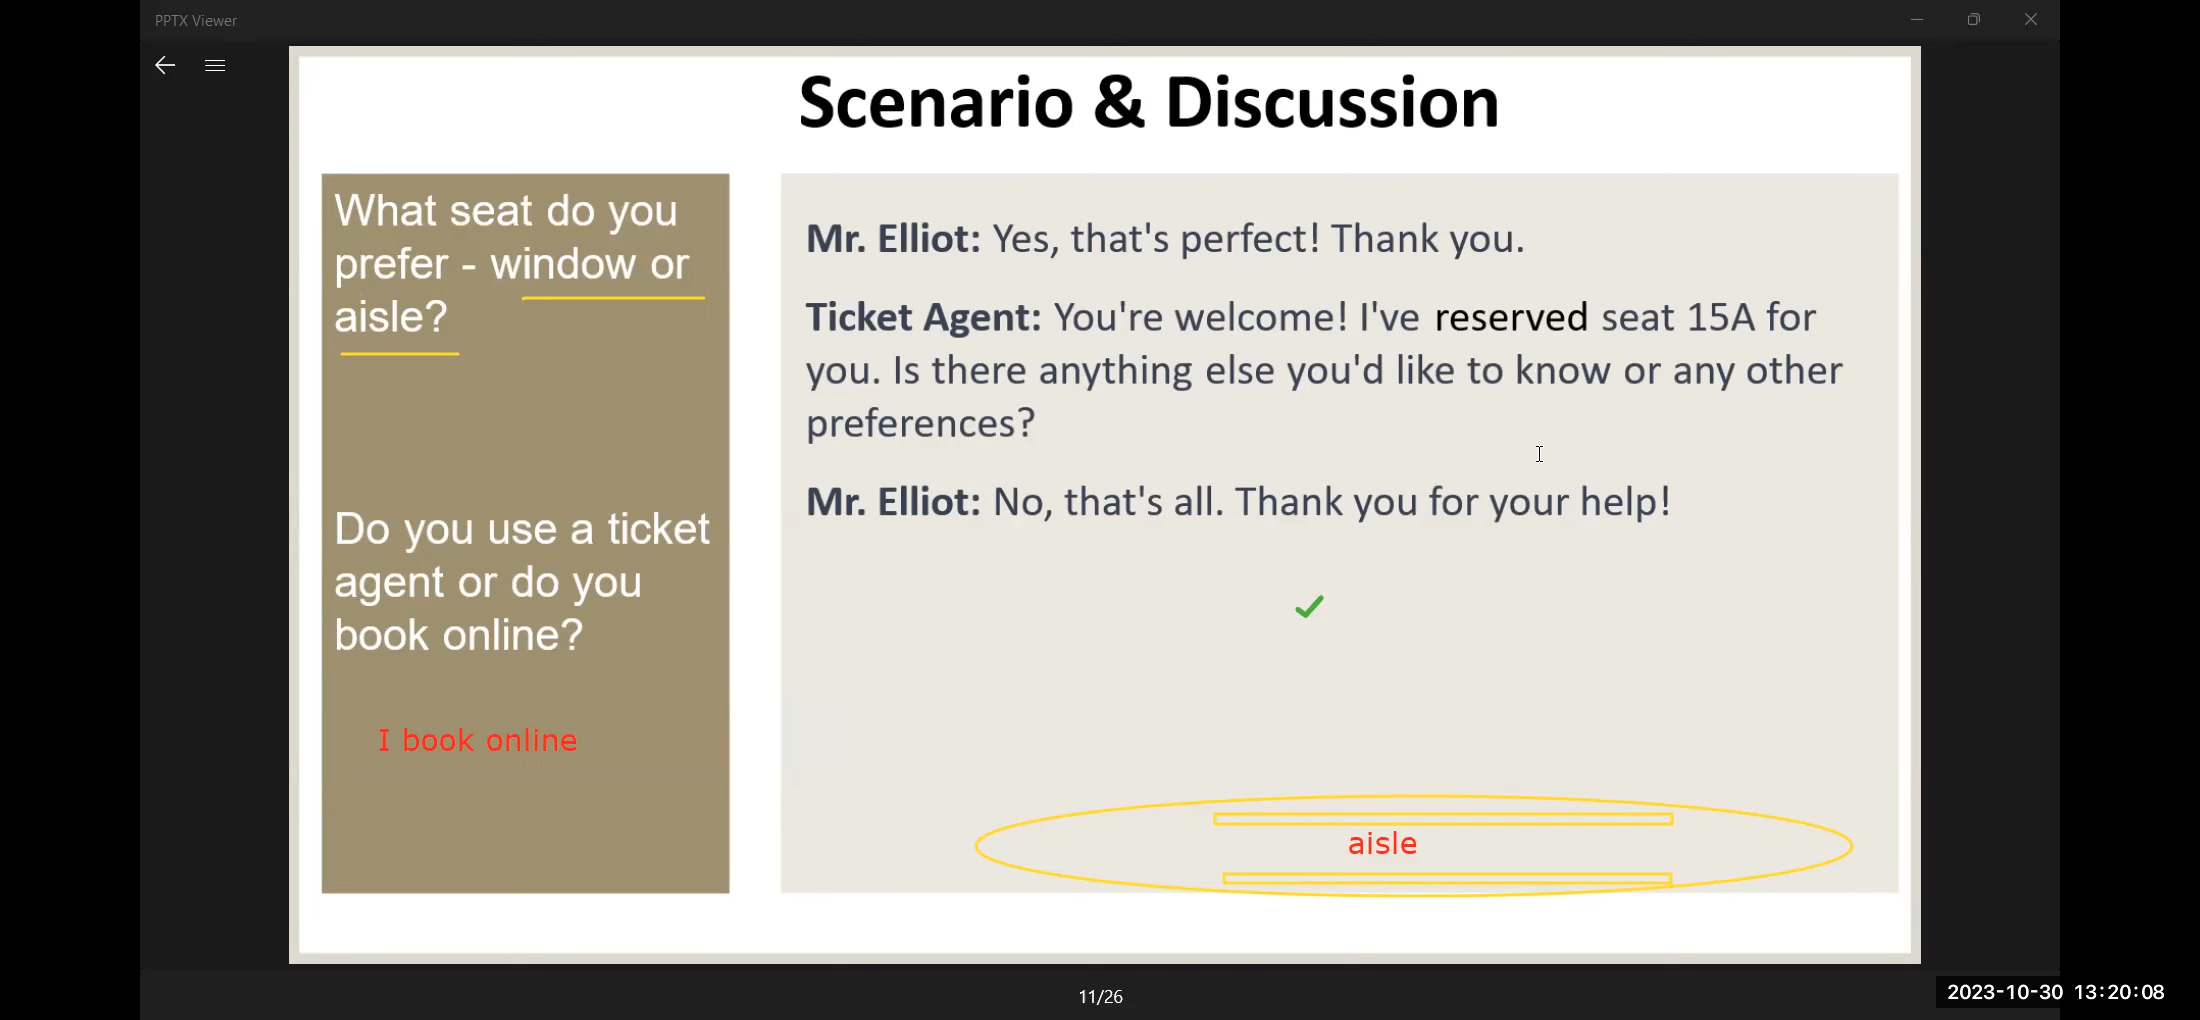 PPTX Viewer
Scenario & Discussion
What seat do you
prefer - window or
aisle?
Do you use a ticket
agent or do you
book online?
I book online
Mr. Elliot: Yes, that's perfect! Thank you.
Ticket Agent: You're welcome! I've reserved seat 15A for
you. Is there anything else you'd like to know or any other
preferences?
Mr. Elliot: No, that's all. Thank you for your help!
aisle
11/26
2023-10-30 13:20:08